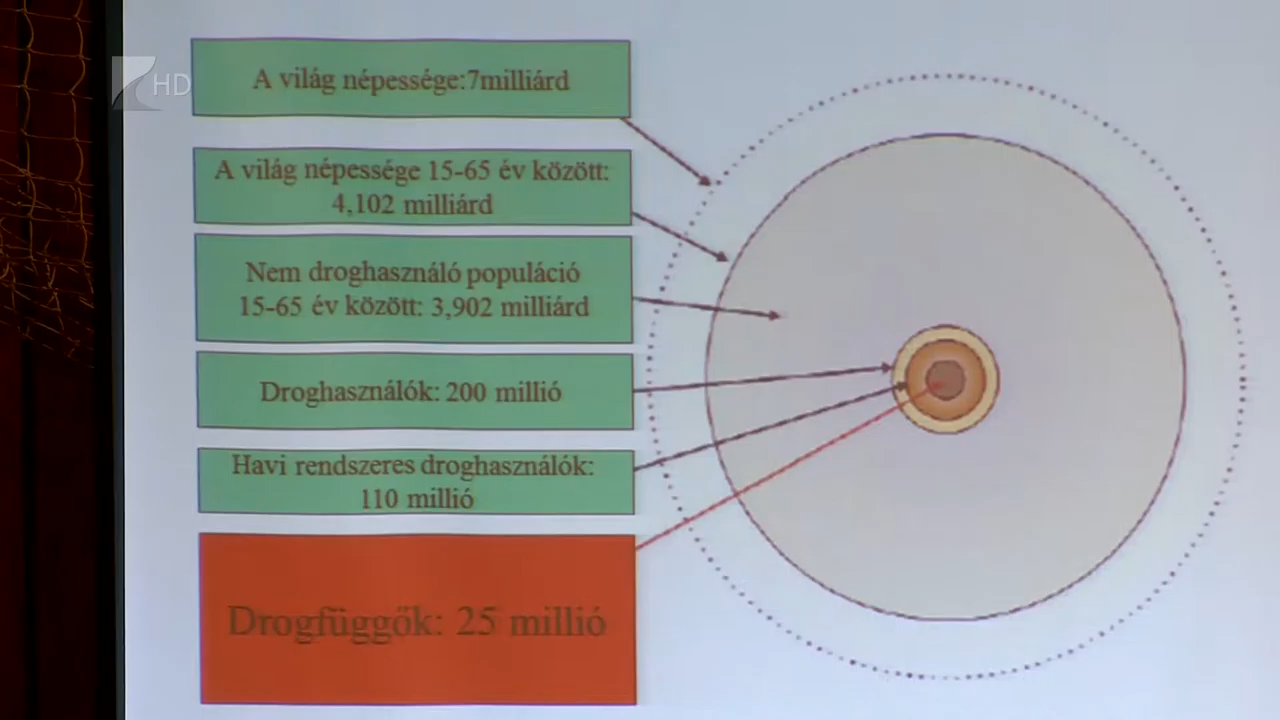 HD
A világ népessége:7milliárd
A világ népessége 15-65 év között:
4,102 milliárd
Nem droghasználó populáció
15-65 év között: 3,902 milliárd
Droghasználók: 200 millió
Havi rendszeres droghasználók:
110 millió
Drogfüggők: 25 millió